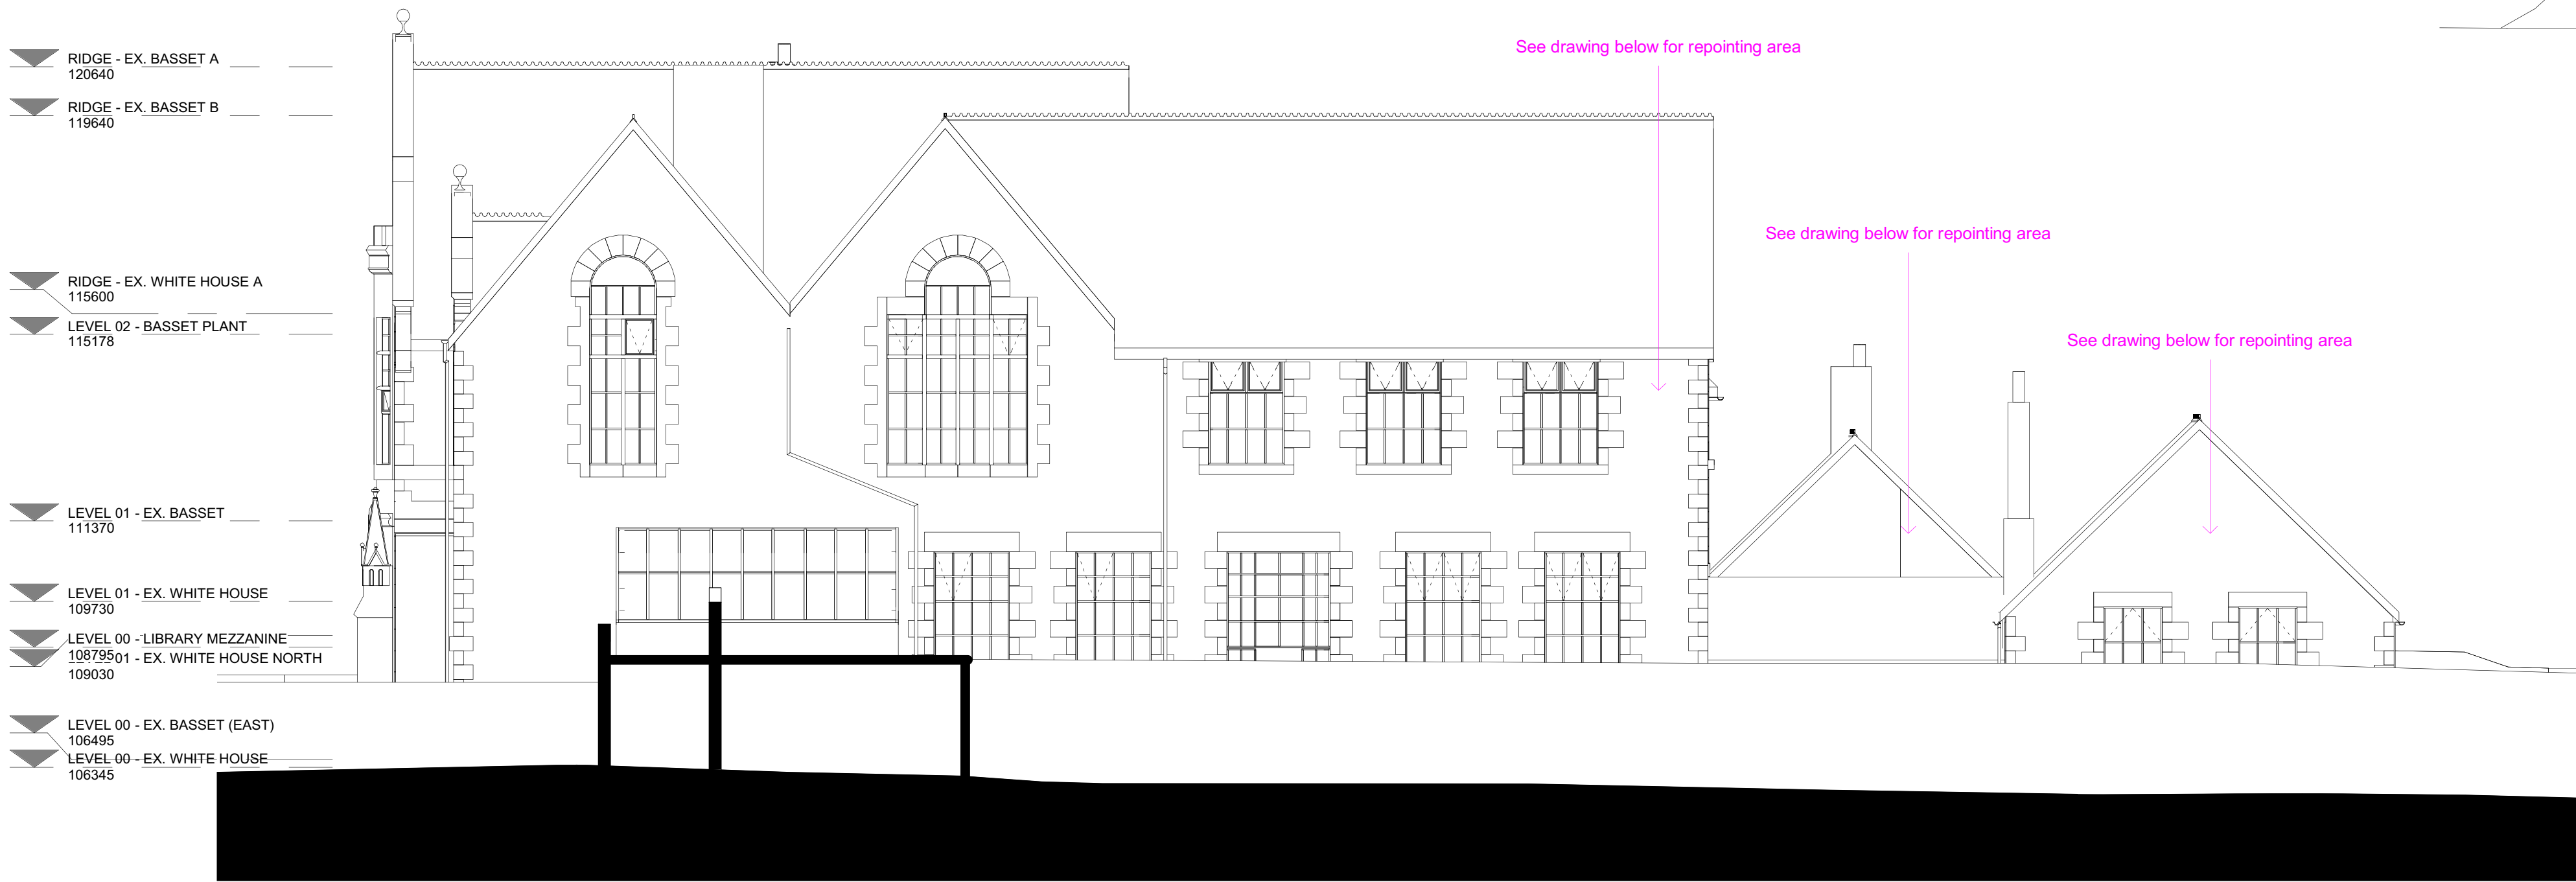 RIDGE - EX. BASSET A
120640
RIDGE - EX. BASSET B
119640
RIDGE - EX. WHITE HOUSE A
115600
LEVEL 02 - BASSET PLANT
115178
LEVEL 01 - EX. BASSET
111370
LEVEL 01 - EX. WHITE HOUSE
109730
LEVEL 00 - LIBRARY MEZZANINE
108795
01 - EX. WHITE HOUSE NORTH
109030
LEVEL 00 - EX. BASSET (EAST)
106495
LEVEL 00 - EX. WHITE HOUSE
106345
See drawing below for repointing area
See drawing below for repointing area
See drawing below for repointing area